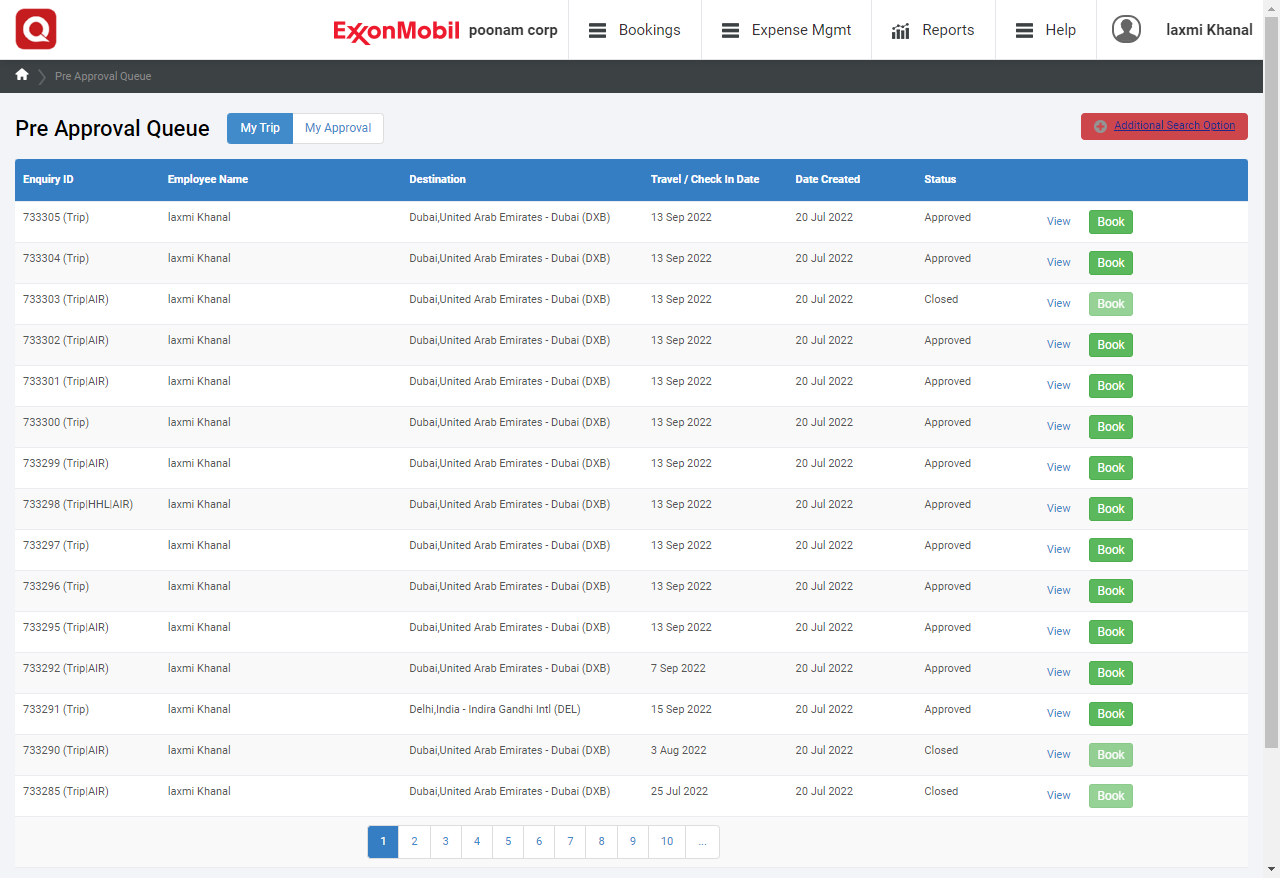 Q ExxonMobil poonam corp Bookings Expense Mgmt Reports Help laxmi Khanal
Pre Approval Queue
Pre Approval Queue My Trip My Approval Additional Search Option
Enquiry ID Employee Name Destination Travel / Check In Date Date Created Status
733305 (Trip) laxmi Khanal Dubai,United Arab Emirates - Dubai (DXB) 13 Sep 2022 20 Jul 2022 Approved View Book
733304 (Trip) laxmi Khanal Dubai,United Arab Emirates - Dubai (DXB) 13 Sep 2022 20 Jul 2022 Approved View Book
733303 (Trip|AIR) laxmi Khanal Dubai,United Arab Emirates - Dubai (DXB) 13 Sep 2022 20 Jul 2022 Closed View Book
733302 (Trip|AIR) laxmi Khanal Dubai,United Arab Emirates - Dubai (DXB) 13 Sep 2022 20 Jul 2022 Approved View Book
733301 (Trip|AIR) laxmi Khanal Dubai,United Arab Emirates - Dubai (DXB) 13 Sep 2022 20 Jul 2022 Approved View Book
733300 (Trip) laxmi Khanal Dubai,United Arab Emirates - Dubai (DXB) 13 Sep 2022 20 Jul 2022 Approved View Book
733299 (Trip|AIR) laxmi Khanal Dubai,United Arab Emirates - Dubai (DXB) 13 Sep 2022 20 Jul 2022 Approved View Book
733298 (Trip|HHL|AIR) laxmi Khanal Dubai,United Arab Emirates - Dubai (DXB) 13 Sep 2022 20 Jul 2022 Approved View Book
733297 (Trip) laxmi Khanal Dubai,United Arab Emirates - Dubai (DXB) 13 Sep 2022 20 Jul 2022 Approved View Book
733296 (Trip) laxmi Khanal Dubai,United Arab Emirates - Dubai (DXB) 13 Sep 2022 20 Jul 2022 Approved View Book
733295 (Trip|AIR) laxmi Khanal Dubai,United Arab Emirates - Dubai (DXB) 13 Sep 2022 20 Jul 2022 Approved View Book
733292 (Trip|AIR) laxmi Khanal Dubai,United Arab Emirates - Dubai (DXB) 7 Sep 2022 20 Jul 2022 Approved View Book
733291 (Trip) laxmi Khanal Delhi,India - Indira Gandhi Intl (DEL) 15 Sep 2022 20 Jul 2022 Approved View Book
733290 (Trip|AIR) laxmi Khanal Dubai,United Arab Emirates - Dubai (DXB) 3 Aug 2022 20 Jul 2022 Closed View Book
733285 (Trip|AIR) laxmi Khanal Dubai,United Arab Emirates - Dubai (DXB) 25 Jul 2022 20 Jul 2022 Closed View Book
1 2 3 4 5 6 7 8 9 10 ...